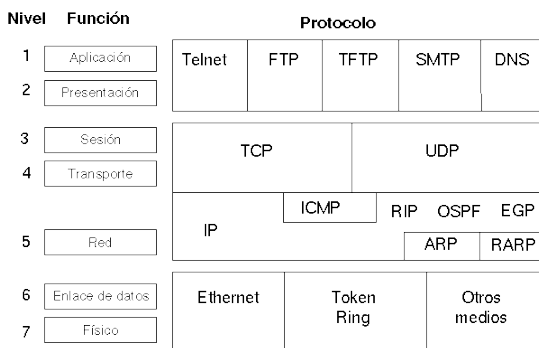 Nivel Función Protocolo
1 Aplicación Telnet FTP TFTP SMTP DNS
2 Presentación
3 Sesión TCP UDP
4 Transporte
ICMP RIP OSPF EGP
IP
5 Red ARP RARP
6 Enlace de datos Ethernet Token Ring Otros medios
7 Físico